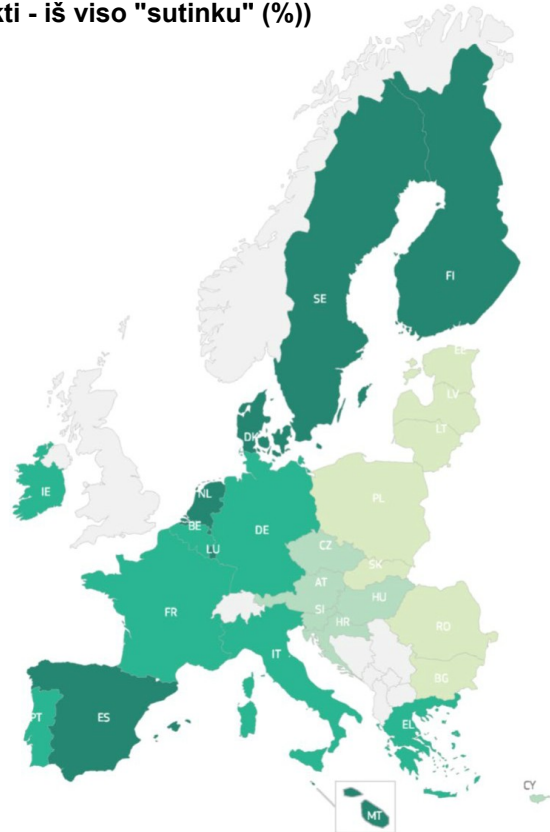 kti - iš viso "sutinku" (%))
FI
SE
EE
LV
LT
DK
IE
NL
PL
BE
DE
LU
CZ
SK
AT
HU
FR
SI
HR
RO
IT
BG
PT
ES
EL
CY
MT